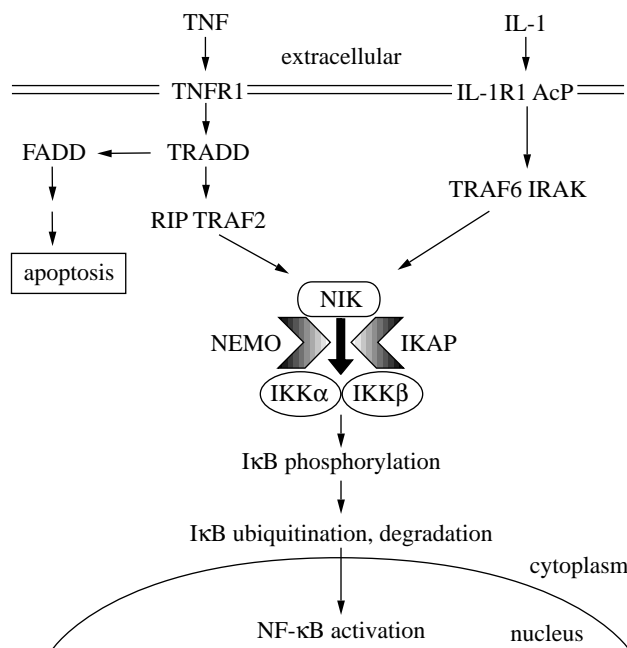 TNF IL-1
extracellular
TNFR1 IL-1R1 AcP
FADD TRADD
TRAF6 IRAK
RIP TRAF2
apoptosis
NIK
NEMO IKAP
IKKα IKKβ
IκB phosphorylation
IκB ubiquitination, degradation
cytoplasm
NF-κB activation
nucleus